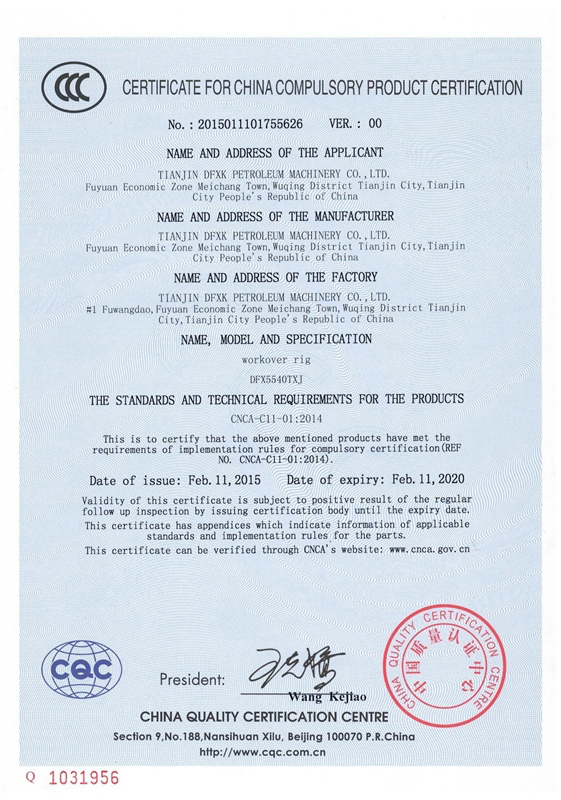 CCC
CERTIFICATE FOR CHINA COMPULSORY PRODUCT CERTIFICATION
No. : 2015011101755626 VER. : 00
NAME AND ADDRESS OF THE APPLICANT
TIANJIN DFXK PETROLEUM MACHINERY CO.,LTD.
Fuyuan Economic Zone Meichang Town,Wuqing District Tianjin City,Tianjin
City People's Republic of China
NAME AND ADDRESS OF THE MANUFACTURER
TIANJIN DFXK PETROLEUM MACHINERY CO.,LTD.
Fuyuan Economic Zone Meichang Town,Wuqing District Tianjin City,Tianjin
City People's Republic of China
NAME AND ADDRESS OF THE FACTORY
TIANJIN DFXK PETROLEUM MACHINERY CO.,LTD.
#1 Fuwangdao,Fuyuan Economic Zone Meichang Town,Wuqing District Tianjin
City,Tianjin City People's Republic of China
NAME, MODEL AND SPECIFICATION
workover rig
DFX5540TXJ
THE STANDARDS AND TECHNICAL REQUIREMENTS FOR THE PRODUCTS
CNCA-C11-01:2014
This is to certify that the above mentioned products have met the
requirements of implementation rules for compulsory certification(REF
NO. CNCA-C11-01:2014).
Date of issue: Feb.11,2015 Date of expiry: Feb.11,2020
Validity of this certificate is subject to positive result of the regular
follow up inspection by issuing certification body until the expiry date.
This certificate has appendices which indicate information of applicable
standards and implementation rules for the parts.
This certificate can be verified through CNCA's website: www.cnca.gov.cn
CQC
President:
Wang Kejiao
CHINA QUALITY CERTIFICATION CENTRE
中国质量认证中心
CHINA QUALITY CERTIFICATION CENTRE
Section 9,No.188,Nansihuan Xilu, Beijing 100070 P.R.China
http://www.cqc.com.cn
Q 1031956